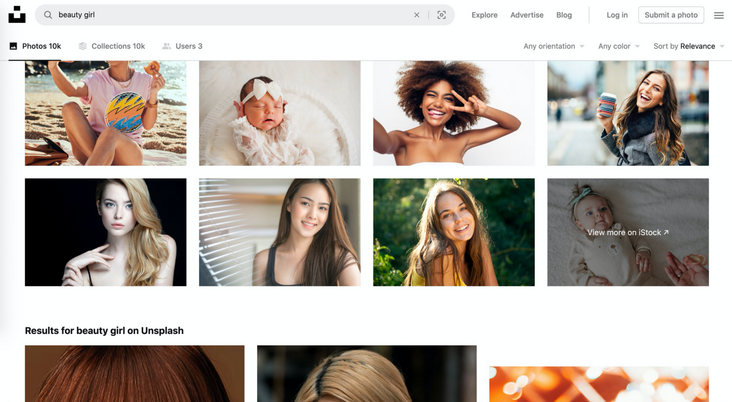 beauty girl
Explore Advertise Blog Log in Submit a photo
Photos 10k Collections 10k Users 3 Any orientation Any color Sort by Relevance
View more on iStock ↗
Results for beauty girl on Unsplash